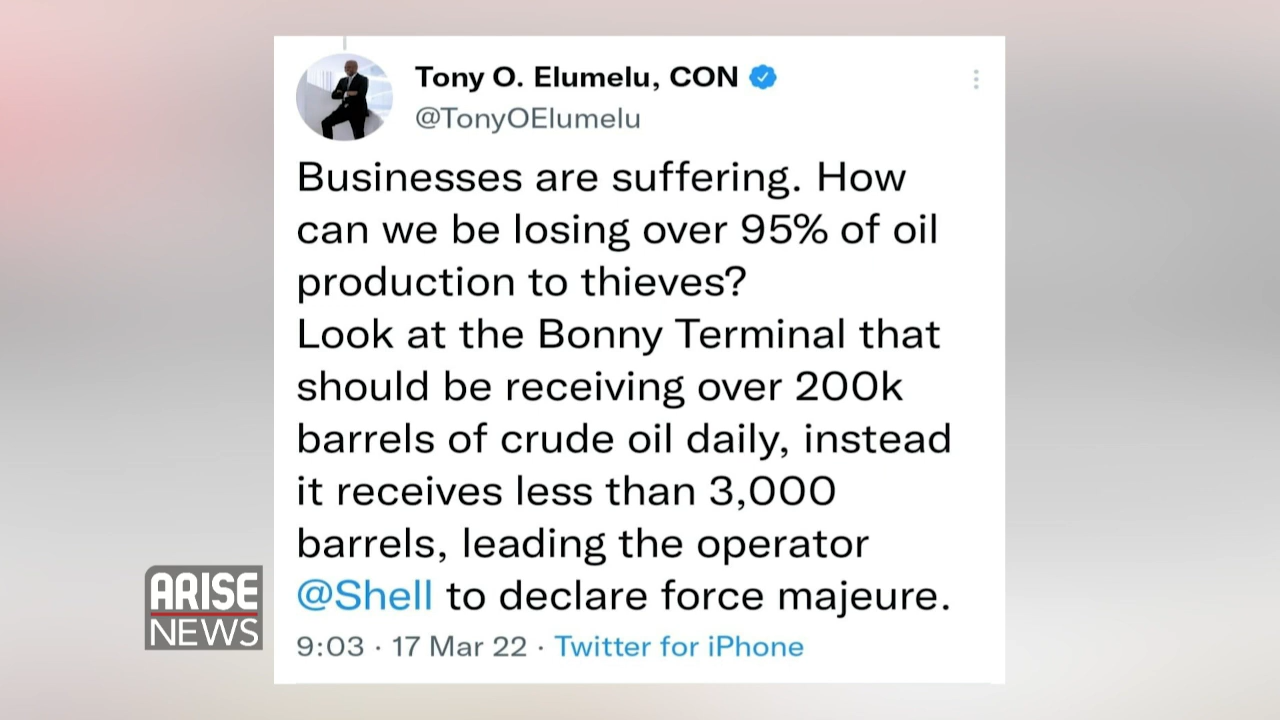 Tony O. Elumelu, CON
@TonyOElumelu
Businesses are suffering. How
can we be losing over 95% of oil
production to thieves?
Look at the Bonny Terminal that
should be receiving over 200k
barrels of crude oil daily, instead
it receives less than 3,000
barrels, leading the operator
@Shell to declare force majeure.
9:03 · 17 Mar 22 · Twitter for iPhone
ARISE
NEWS